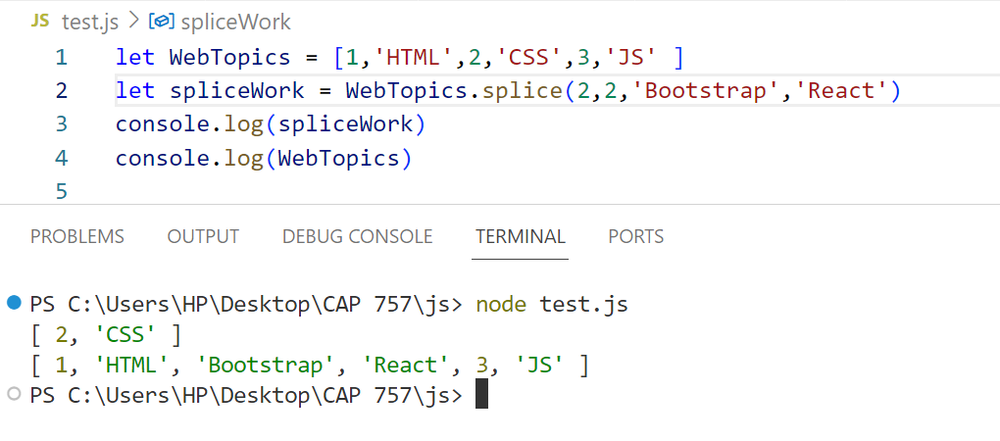 JS test.js > spliceWork
1 let WebTopics = [1,'HTML',2,'CSS',3,'JS' ]
2 let spliceWork = WebTopics.splice(2,2,'Bootstrap','React')
3 console.log(spliceWork)
4 console.log(WebTopics)
5
PROBLEMS OUTPUT DEBUG CONSOLE TERMINAL PORTS
PS C:\Users\HP\Desktop\CAP 757\js> node test.js
[ 2, 'CSS' ]
[ 1, 'HTML', 'Bootstrap', 'React', 3, 'JS' ]
PS C:\Users\HP\Desktop\CAP 757\js>